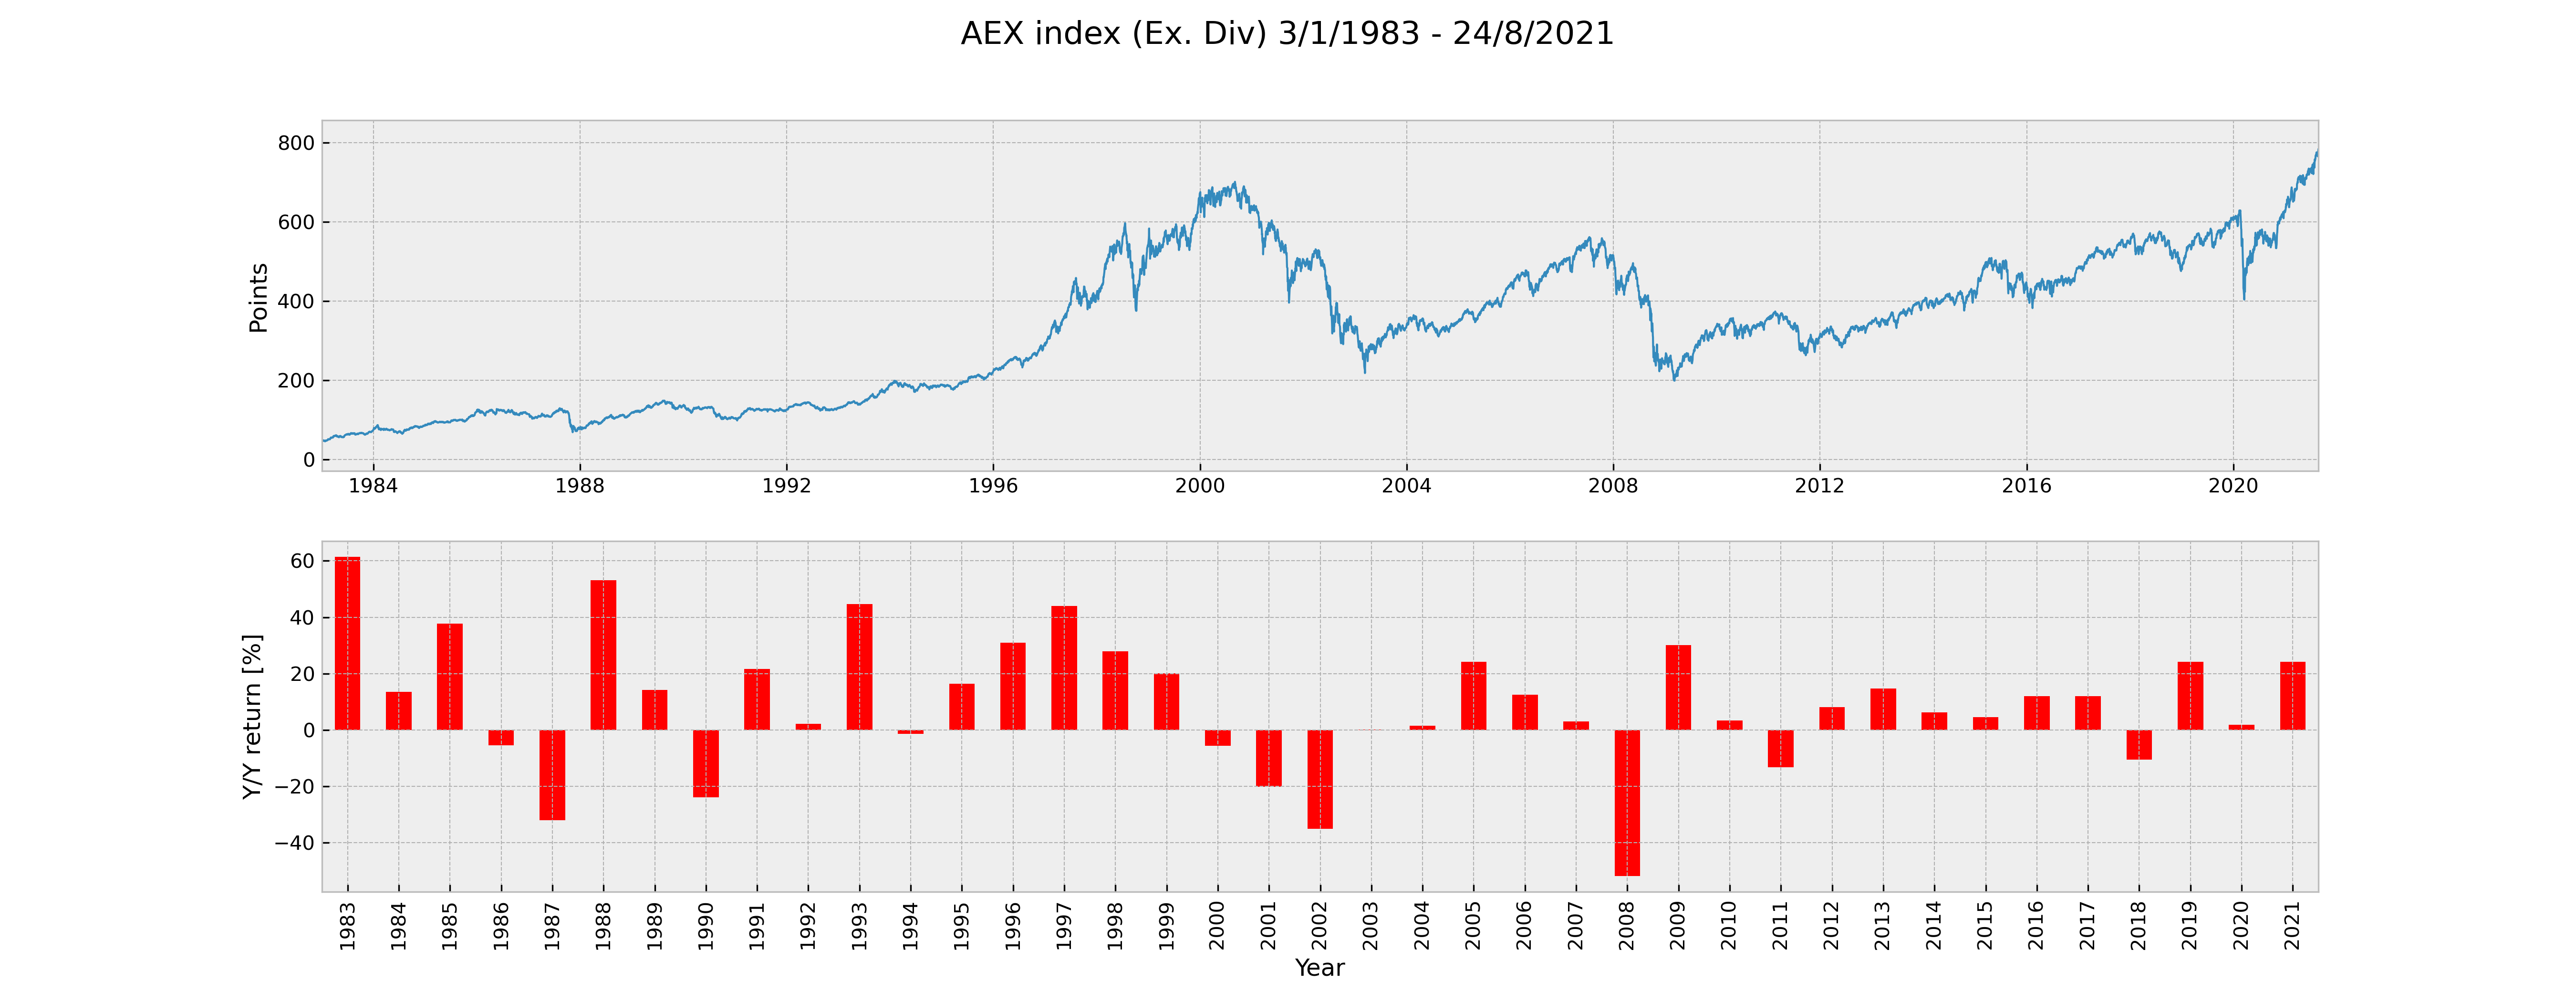 AEX index (Ex. Div) 3/1/1983 - 24/8/2021
Points
800
600
400
200
0
1984 1988 1992 1996 2000 2004 2008 2012 2016 2020
Y/Y return [%]
60
40
20
0
−20
−40
1983 1984 1985 1986 1987 1988 1989 1990 1991 1992 1993 1994 1995 1996 1997 1998 1999 2000 2001 2002 2003 2004 2005 2006 2007 2008 2009 2010 2011 2012 2013 2014 2015 2016 2017 2018 2019 2020 2021
Year